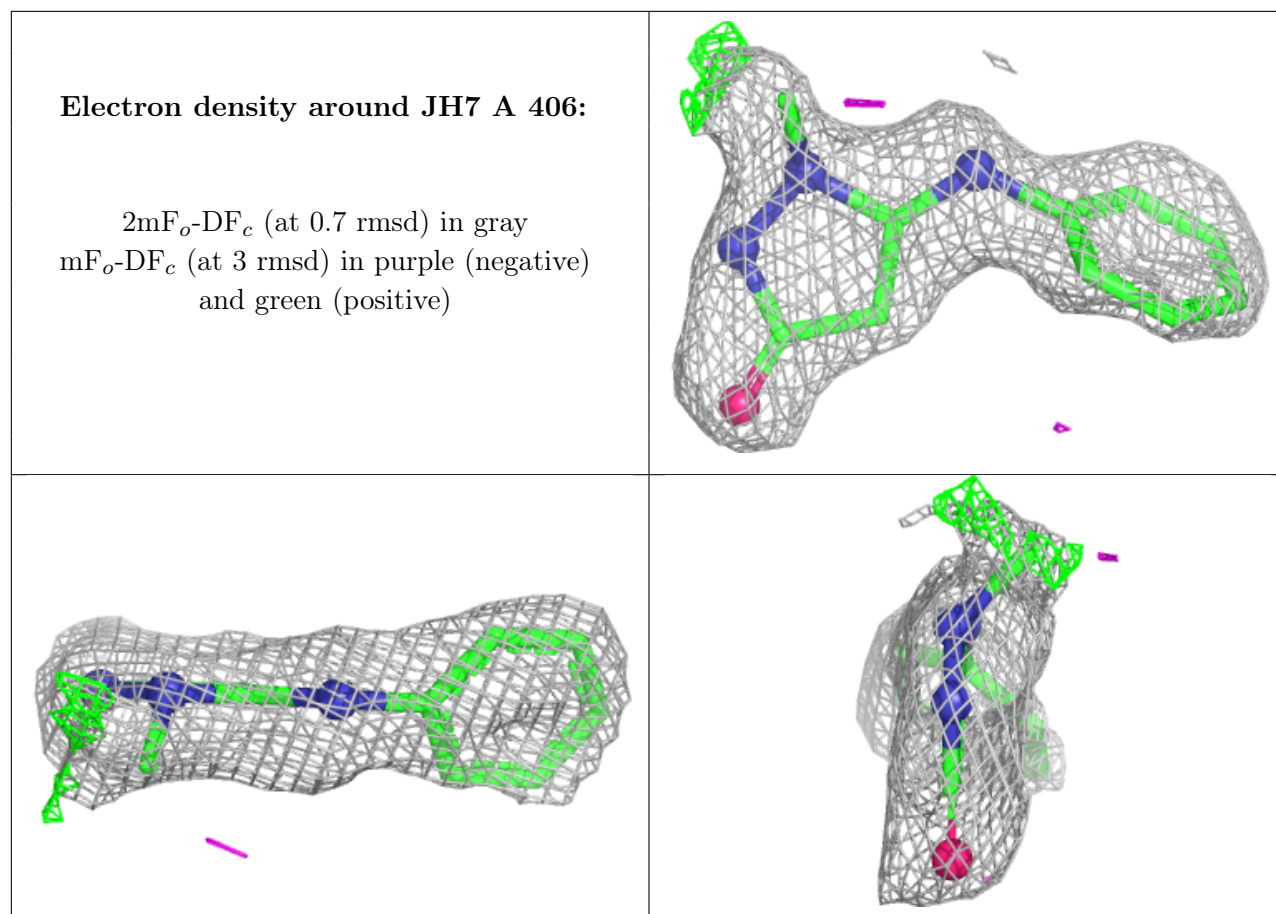 Electron density around JH7 A 406:
2mFo-DFc (at 0.7 rmsd) in gray
mFo-DFc (at 3 rmsd) in purple (negative)
and green (positive)